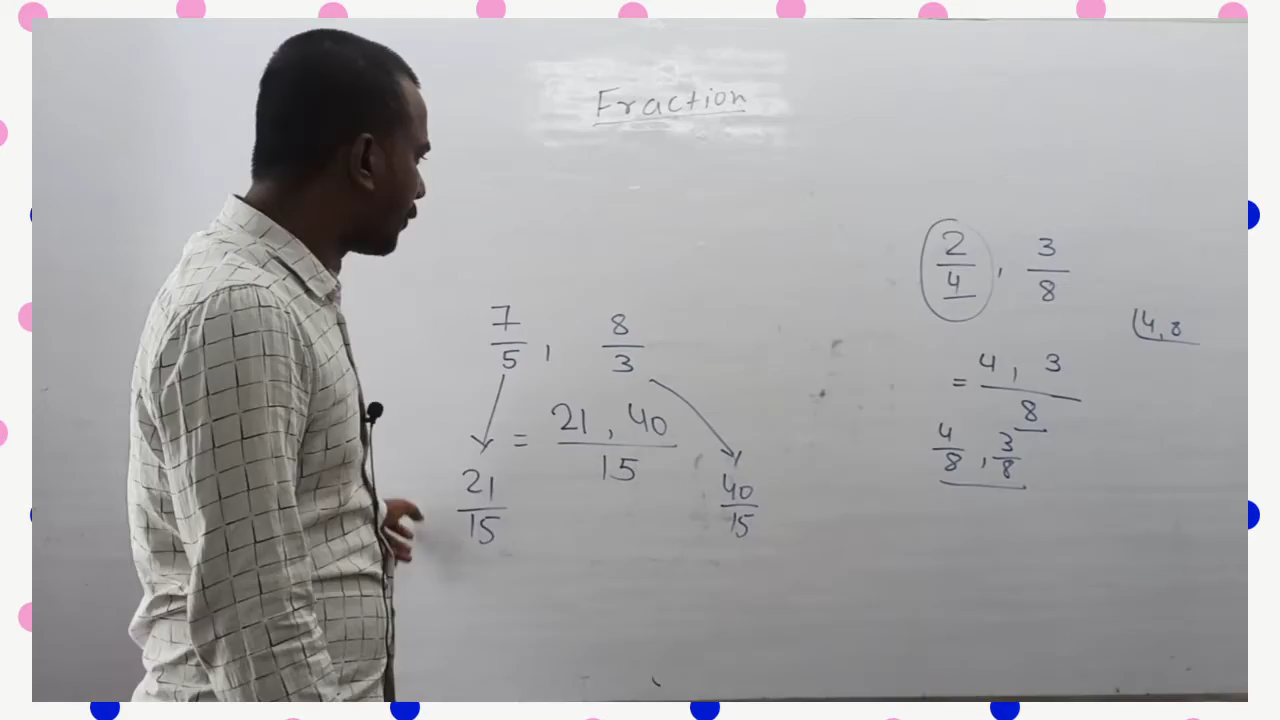 Fraction
7/5 , 8/3
= 21 , 40 / 15
21/15
40/15
2/4 , 3/8
4, 8
= 4 , 3 / 8
4/8 , 3/8